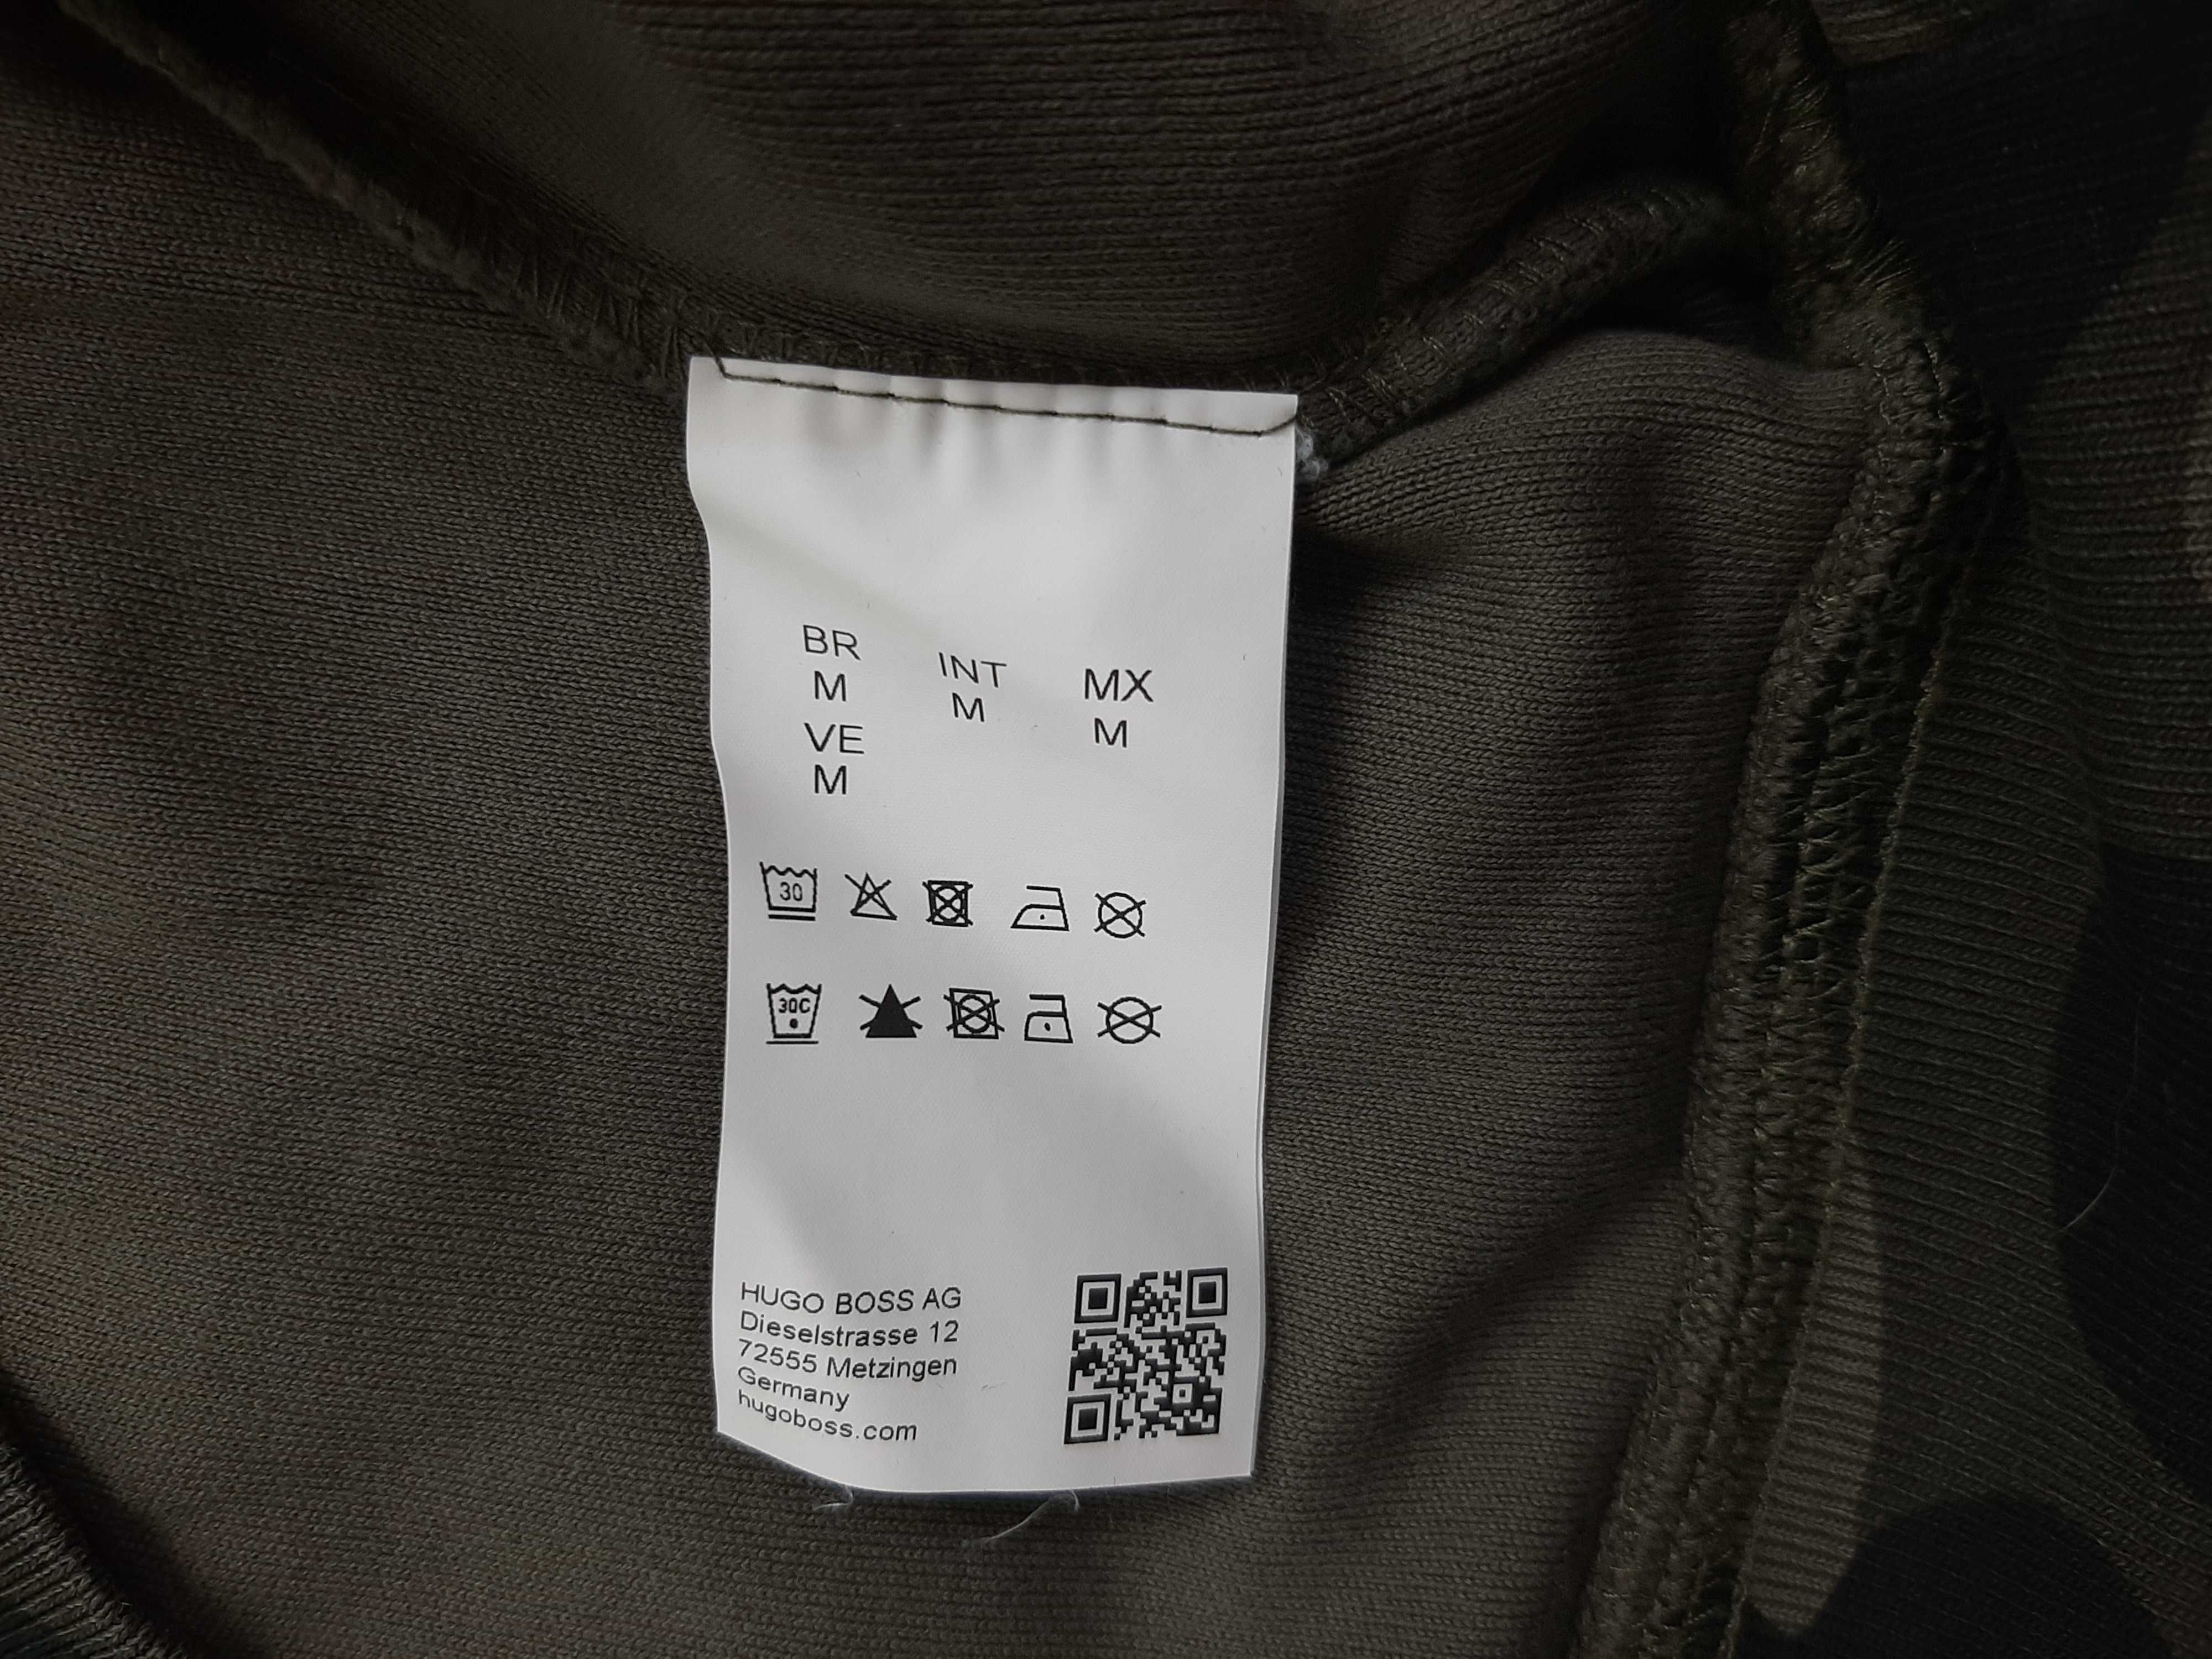 BR INT MX
M M M
VE
M
30
30C
HUGO BOSS AG
Dieselstrasse 12
72555 Metzingen
Germany
hugoboss.com